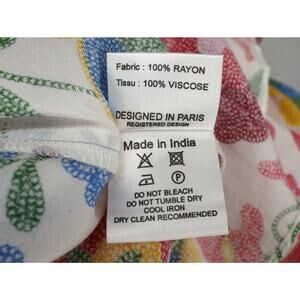 Fabric : 100% RAYON
Tissu : 100% VISCOSE
DESIGNED IN PARIS
REGISTERED DESIGN
Made in India
P
DO NOT BLEACH
DO NOT TUMBLE DRY
COOL IRON
DRY CLEAN RECOMMENDED